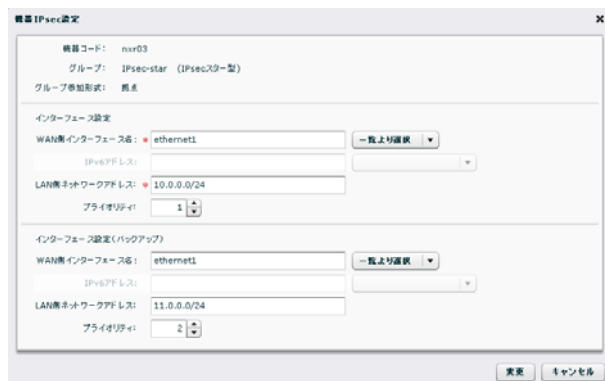 機器IPsec設定
機器コード: nxr03
グループ: IPsec-star (IPsecスター型)
グループ参加形式: 拠点
インターフェース設定
WAN側インターフェース名: * ethernet1 一覧より選択
IPv6アドレス:
LAN側ネットワークアドレス: * 10.0.0.0/24
プライオリティ: 1
インターフェース設定(バックアップ)
WAN側インターフェース名: ethernet1 一覧より選択
IPv6アドレス:
LAN側ネットワークアドレス: 11.0.0.0/24
プライオリティ: 2
変更 キャンセル